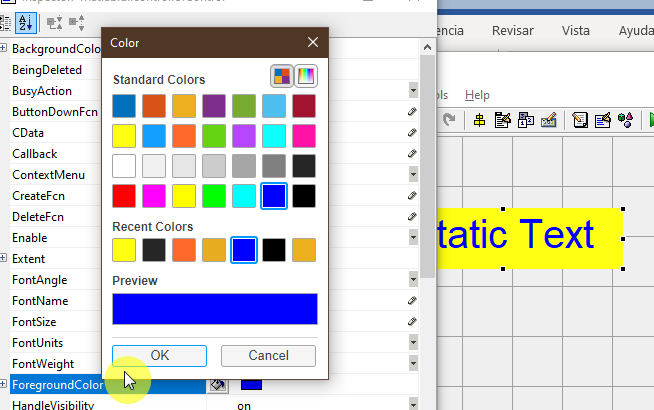 Color
Standard Colors
Recent Colors
Preview
OK
Cancel
BackgroundColo
BeingDeleted
BusyAction
ButtonDownFcn
CData
Callback
ContextMenu
CreateFcn
DeleteFcn
Enable
Extent
FontAngle
FontName
FontSize
FontUnits
FontWeight
ForegroundColor
HandleVisibility on
encia Revisar Vista Ayuda
ols Help
tatic Text